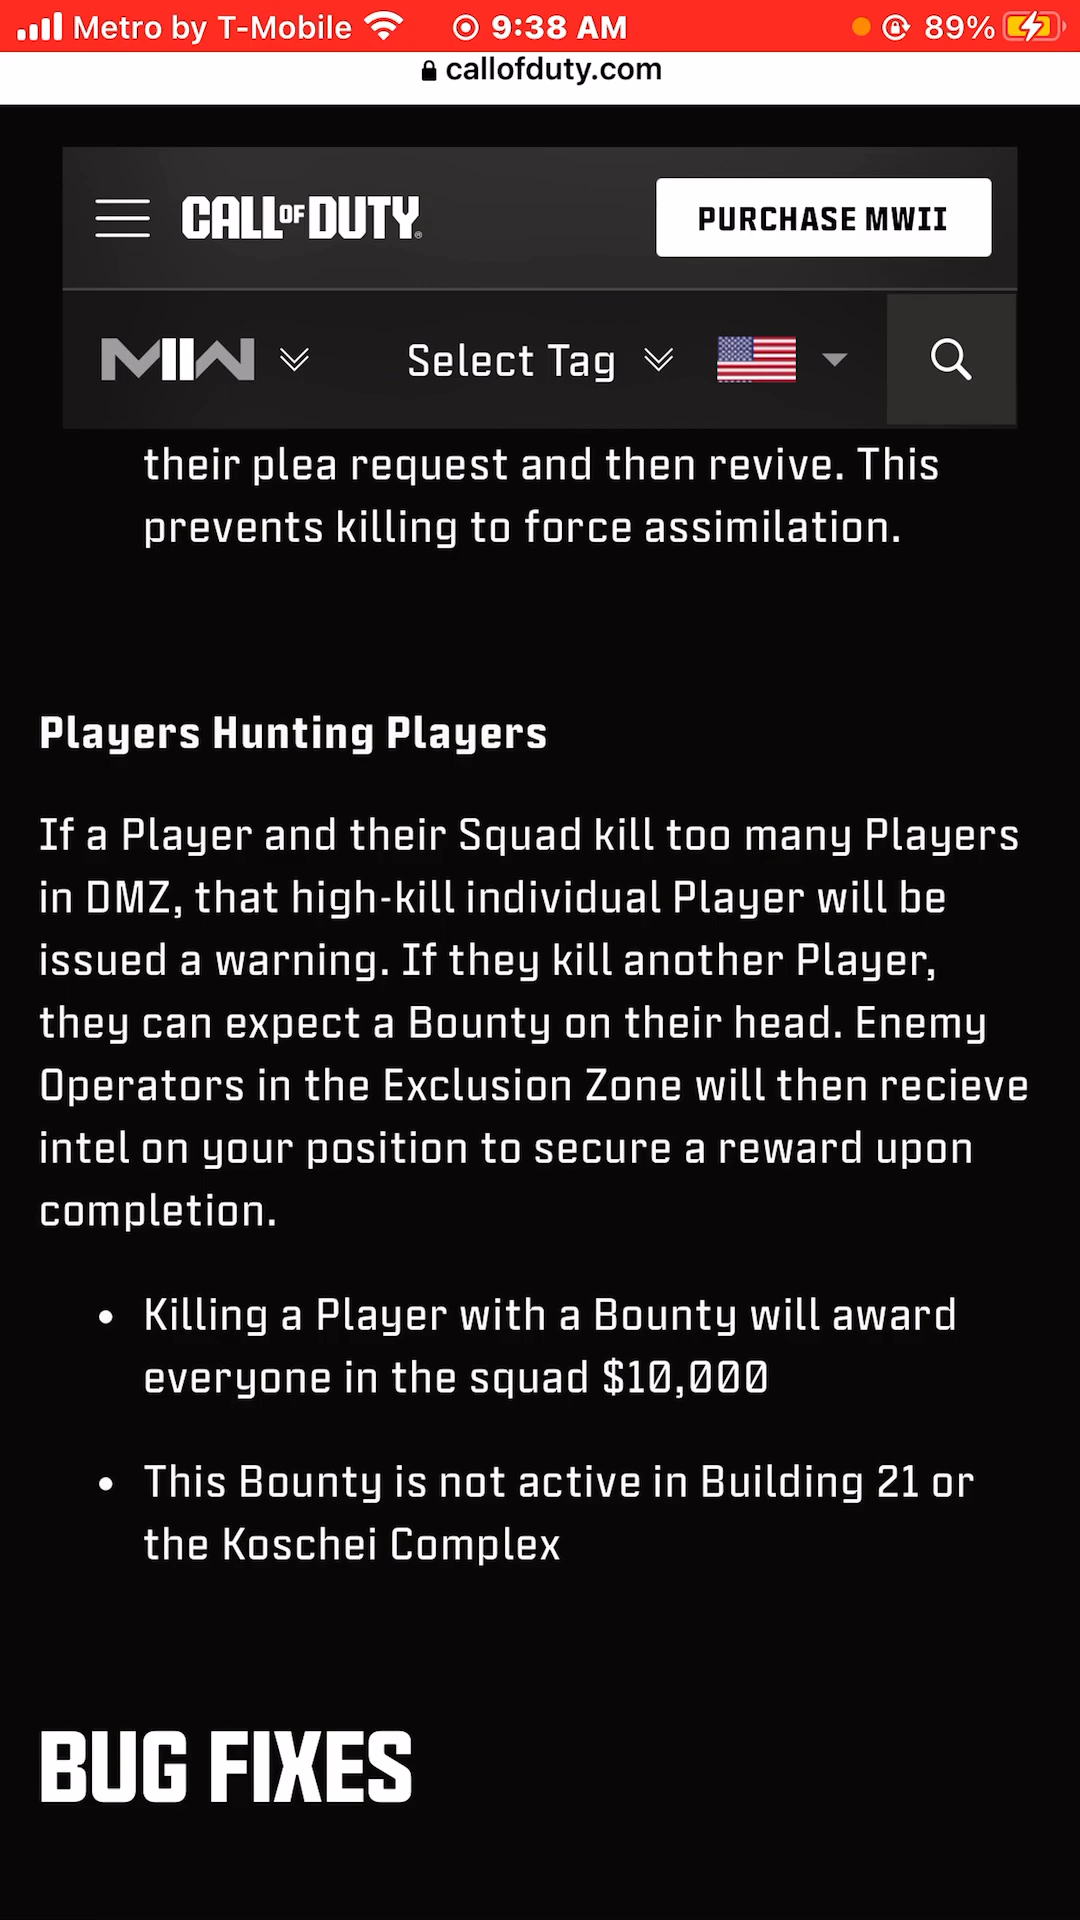 Metro by T-Mobile 9:38 AM 89%
callofduty.com
CALL OF DUTY PURCHASE MWII
MIIW Select Tag
their plea request and then revive. This
prevents killing to force assimilation.
Players Hunting Players
If a Player and their Squad kill too many Players
in DMZ, that high-kill individual Player will be
issued a warning. If they kill another Player,
they can expect a Bounty on their head. Enemy
Operators in the Exclusion Zone will then recieve
intel on your position to secure a reward upon
completion.
• Killing a Player with a Bounty will award
everyone in the squad $10,000
• This Bounty is not active in Building 21 or
the Koschei Complex
BUG FIXES